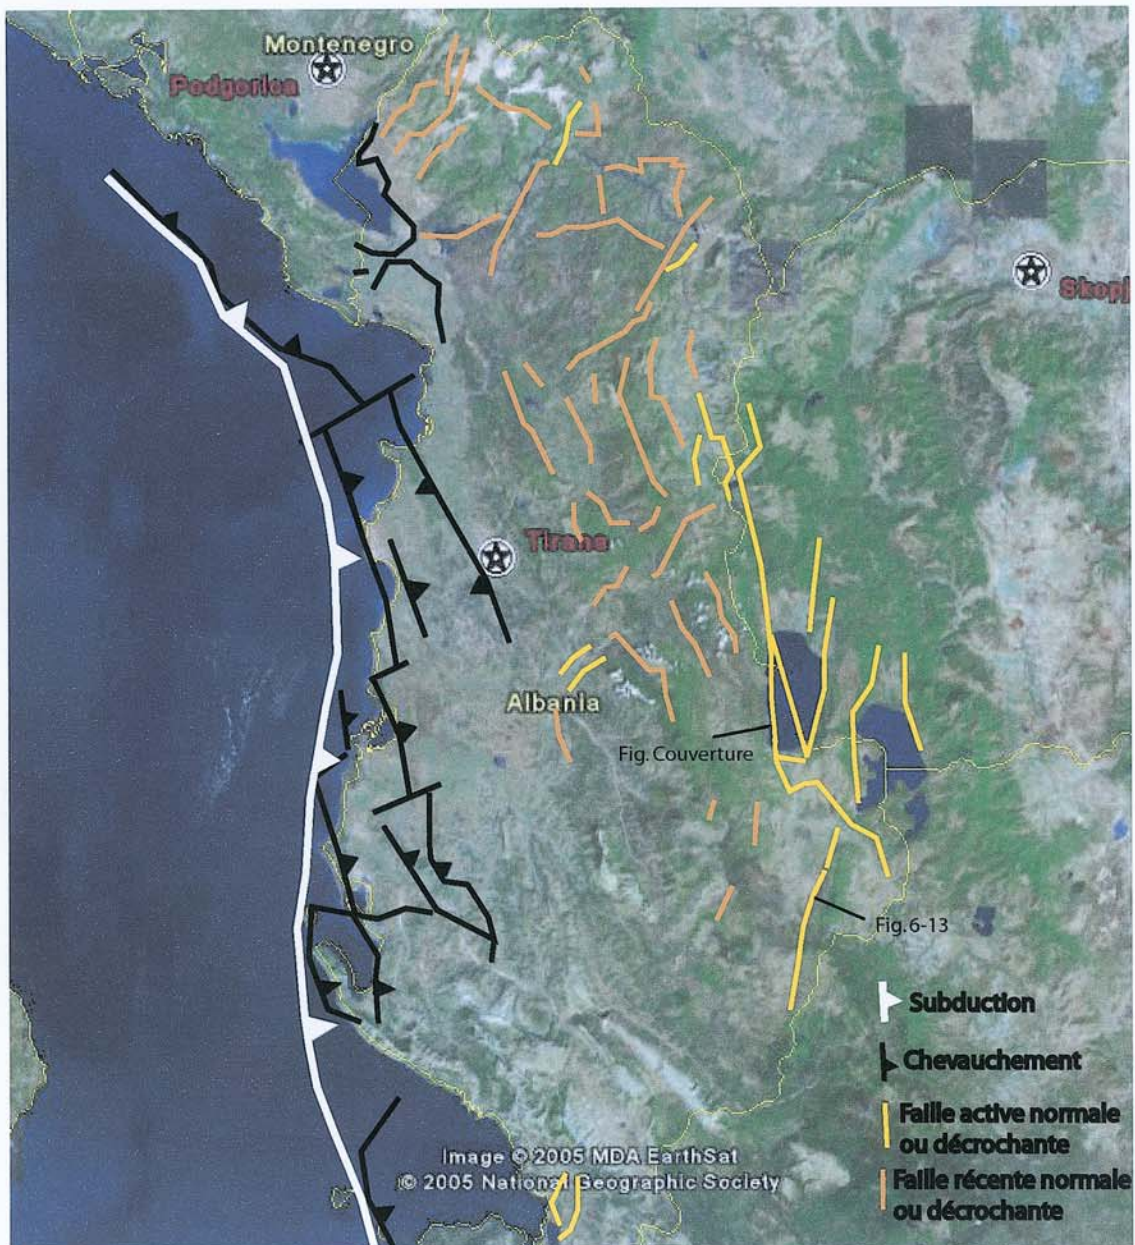 Montenegro
Podgorica
Skopj
Tirana
Albania
Fig. Couverture
Fig. 6-13
Subduction
Chevauchement
Faille active normale
ou décrochante
Image © 2005 MDA EarthSat
© 2005 National Geographic Society
Faille récente normale
ou décrochante